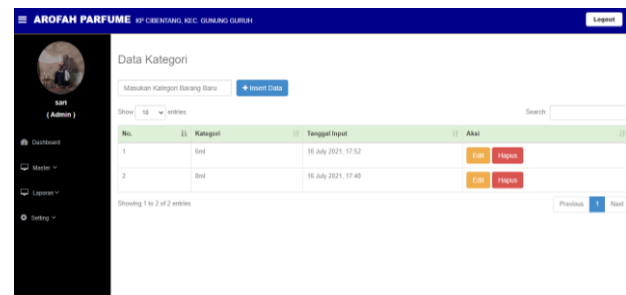 AROFAH PARFUME KP CIBENTANG, KEC. GUNUNG GURUH
Logout
sari
( Admin )
Dashboard
Master
Laporan
Setting
Data Kategori
Masukan Kategori Barang Baru
+ Insert Data
Show 10 entries
Search:
No. Kategori Tanggal Input Aksi
1 6ml 16 July 2021, 17:52 Edit Hapus
2 8ml 16 July 2021, 17:40 Edit Hapus
Showing 1 to 2 of 2 entries
Previous 1 Next